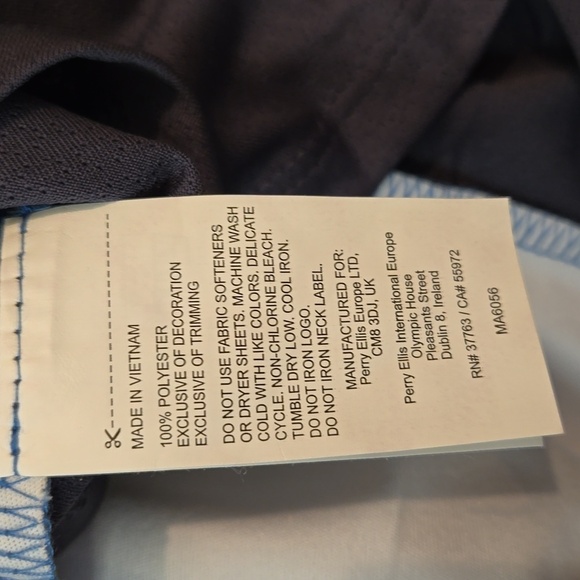 MADE IN VIETNAM
100% POLYESTER
EXCLUSIVE OF DECORATION
EXCLUSIVE OF TRIMMING
DO NOT USE FABRIC SOFTENERS
OR DRYER SHEETS. MACHINE WASH
COLD WITH LIKE COLORS. DELICATE
CYCLE. NON-CHLORINE BLEACH.
TUMBLE DRY LOW. COOL IRON.
DO NOT IRON LOGO.
DO NOT IRON NECK LABEL.
MANUFACTURED FOR:
Perry Ellis Europe LTD,
CM8 3DJ, UK
Perry Ellis International Europe
Olympic House
Pleasants Street
Dublin 8, Ireland
RN# 37763 / CA# 55972
MA6056